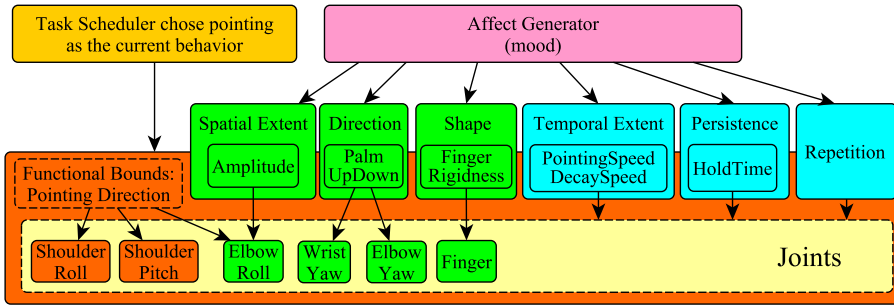 Task Scheduler chose pointing
as the current behavior
Affect Generator
(mood)
Spatial Extent
Amplitude
Direction
Palm
UpDown
Shape
Finger
Rigidness
Temporal Extent
PointingSpeed
DecaySpeed
Persistence
HoldTime
Repetition
Functional Bounds:
Pointing Direction
Shoulder
Roll
Shoulder
Pitch
Elbow
Roll
Wrist
Yaw
Elbow
Yaw
Finger
Joints